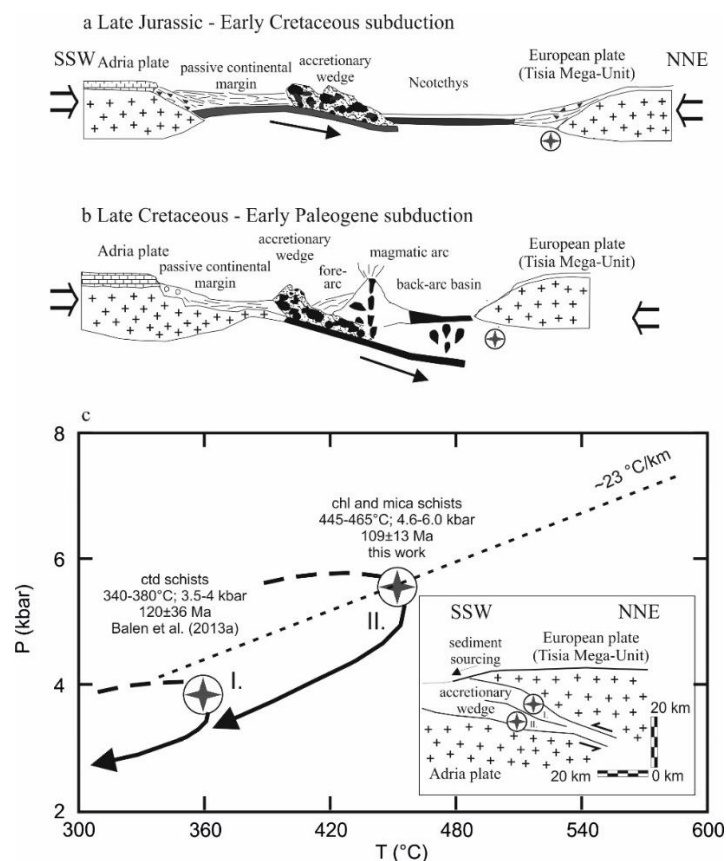 a Late Jurassic - Early Cretaceous subduction
SSW
Adria plate
passive continental
margin
accretionary
wedge
Neotethys
European plate
(Tisia Mega-Unit)
NNE
b Late Cretaceous - Early Paleogene subduction
Adria plate
passive continental
margin
accretionary
wedge
fore-
arc
magmatic arc
back-arc basin
European plate
(Tisia Mega-Unit)
c
8
6
4
2
P (kbar)
~23 °C/km
chl and mica schists
445-465°C; 4.6-6.0 kbar
109±13 Ma
this work
II.
ctd schists
340-380°C; 3.5-4 kbar
120±36 Ma
Balen et al. (2013a)
I.
SSW
NNE
sediment
sourcing
European plate
(Tisia Mega-Unit)
accretionary
wedge
I.
II.
Adria plate
20 km
20 km
0 km
300
360
420
480
540
600
T (°C)